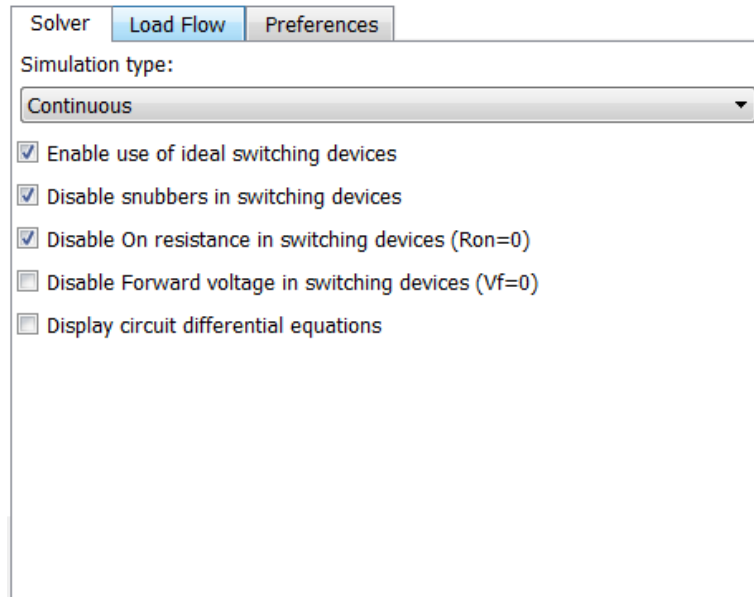 Solver Load Flow Preferences
Simulation type:
Continuous
Enable use of ideal switching devices
Disable snubbers in switching devices
Disable On resistance in switching devices (Ron=0)
Disable Forward voltage in switching devices (Vf=0)
Display circuit differential equations